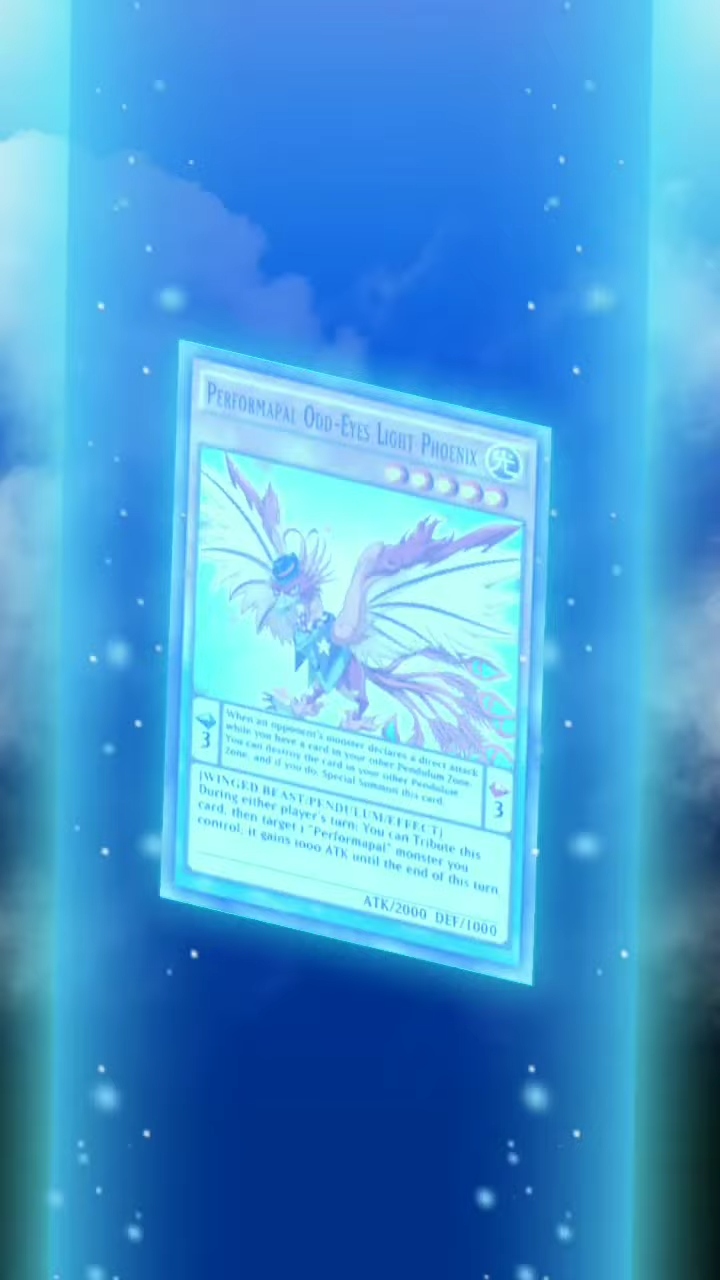 PERFORMAPAL ODD-EYES LIGHT PHOENIX
光
When an opponent's monster declares a direct attack
while you have a card in your other Pendulum Zone:
You can destroy the card in your other Pendulum
Zone, and if you do, Special Summon this card.
3
3
[WINGED BEAST/PENDULUM/EFFECT]
During either player's turn: You can Tribute this
card, then target 1 "Performapal" monster you
control; it gains 1000 ATK until the end of this turn.
ATK/2000 DEF/1000